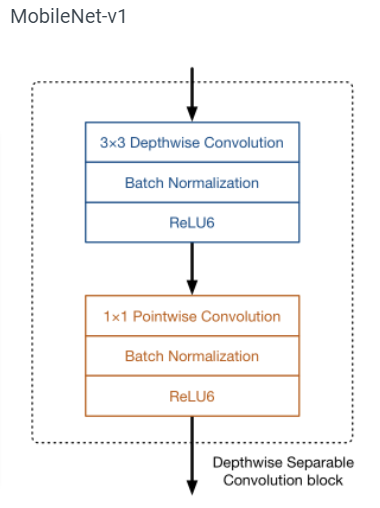 MobileNet-v1
3×3 Depthwise Convolution
Batch Normalization
ReLU6
1×1 Pointwise Convolution
Batch Normalization
ReLU6
Depthwise Separable
Convolution block